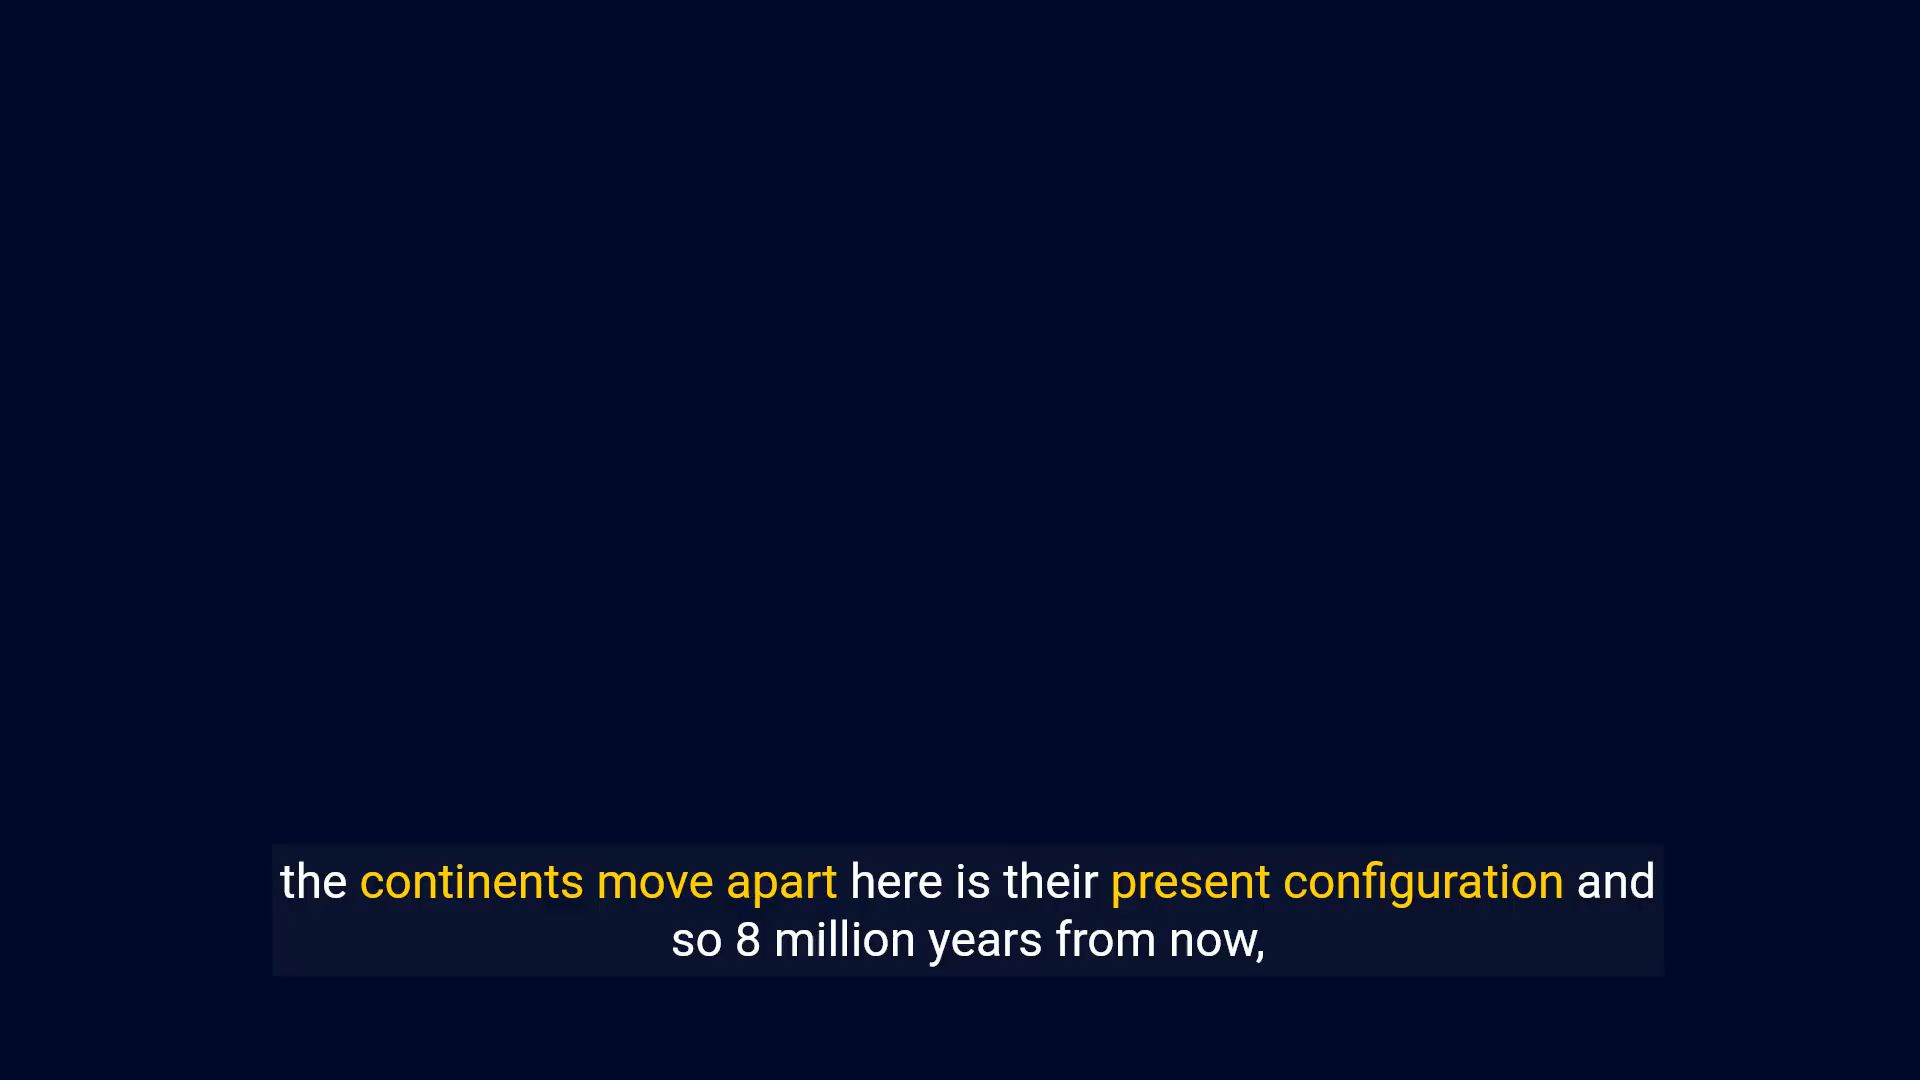 the continents move apart here is their present configuration and
so 8 million years from now,